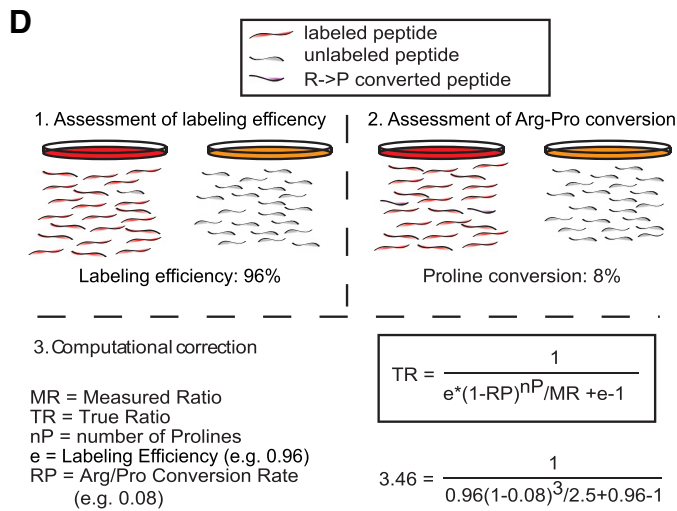 D
labeled peptide
unlabeled peptide
R->P converted peptide
1. Assessment of labeling efficency
2. Assessment of Arg-Pro conversion
Labeling efficiency: 96%
Proline conversion: 8%
3. Computational correction
MR = Measured Ratio
TR = True Ratio
nP = number of Prolines
e = Labeling Efficiency (e.g. 0.96)
RP = Arg/Pro Conversion Rate
(e.g. 0.08)
TR = 1
e*(1-RP)^nP/MR +e-1
3.46 = 1
0.96(1-0.08)^3/2.5+0.96-1